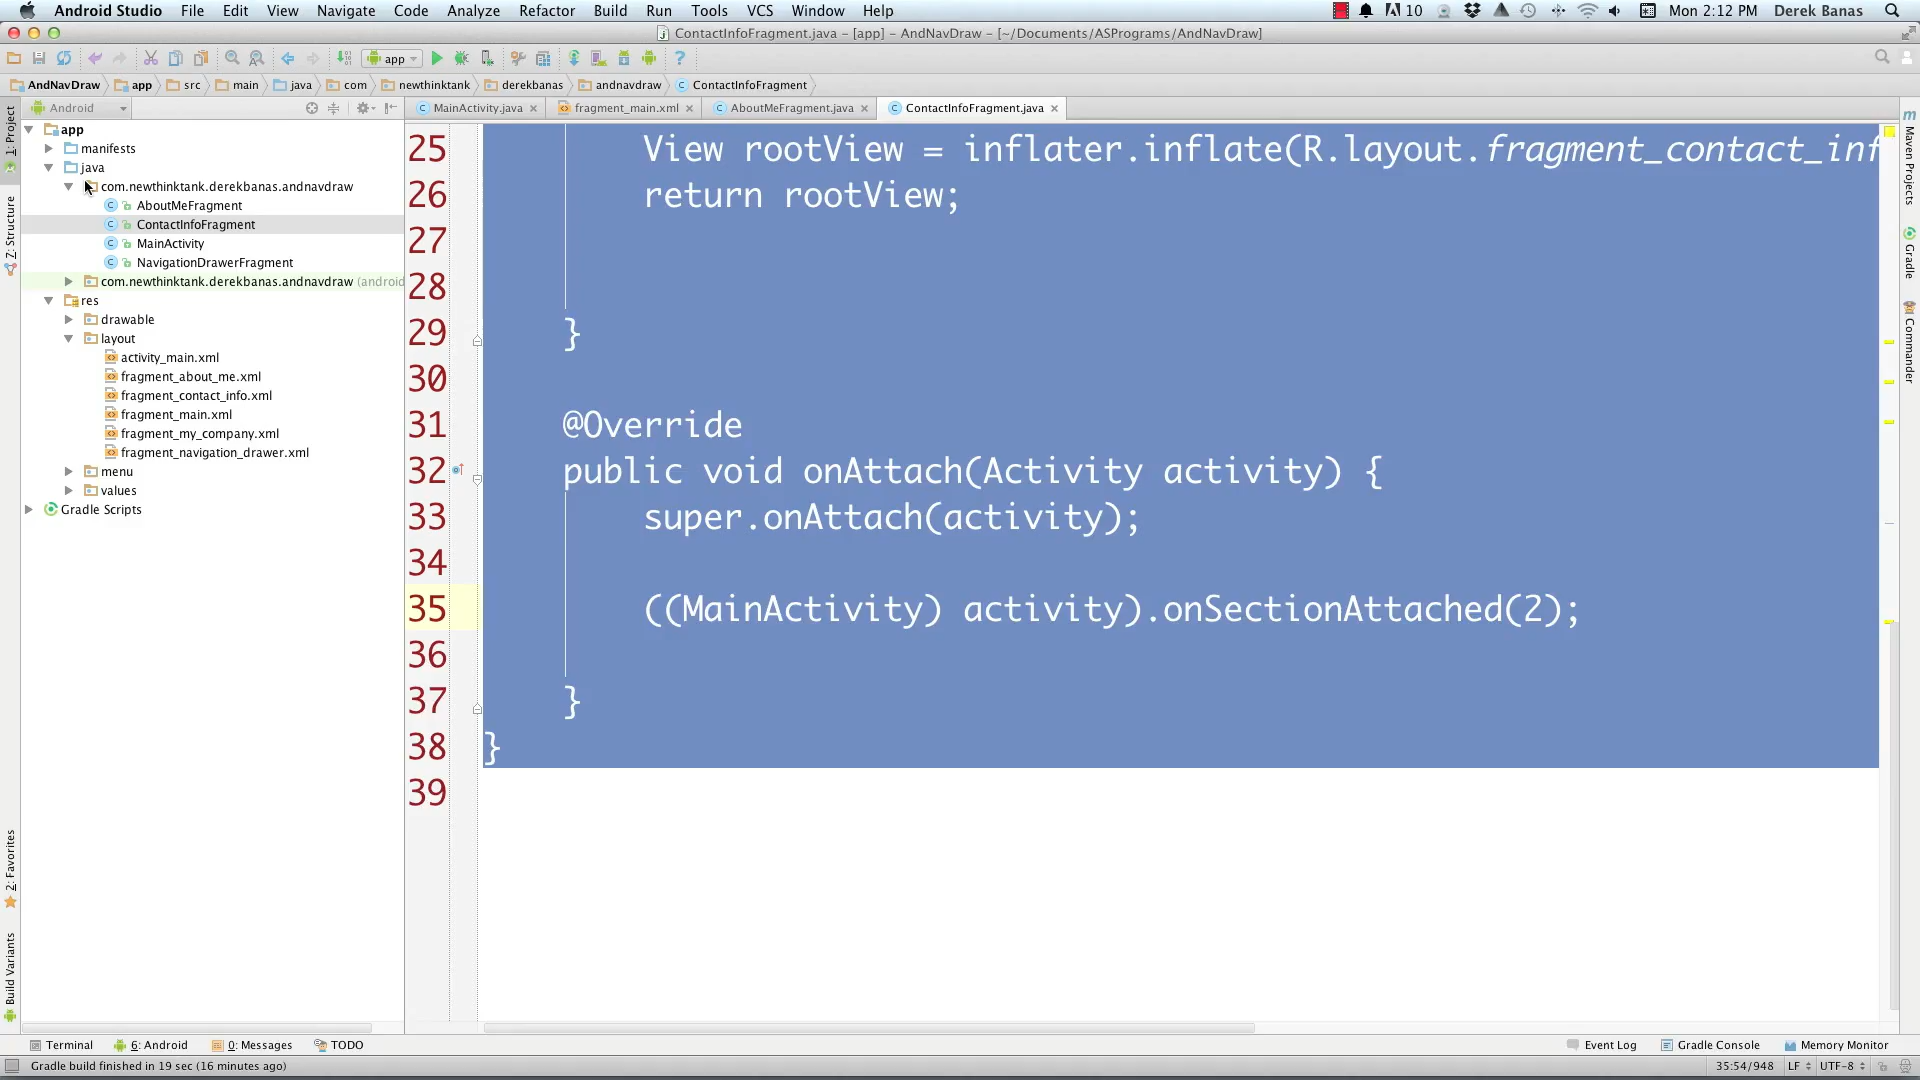 Android Studio File Edit View Navigate Code Analyze Refactor Build Run Tools VCS Window Help 10 Mon 2:12 PM Derek Banas
ContactInfoFragment.java - [app] - AndNavDraw - [~/Documents/ASPrograms/AndNavDraw]
app
AndNavDraw app src main java com newthinktank derekbanas andnavdraw ContactInfoFragment
Android
MainActivity.java fragment_main.xml AboutMeFragment.java ContactInfoFragment.java
1: Project
Z: Structure
2: Favorites
Build Variants
app
manifests
java
com.newthinktank.derekbanas.andnavdraw
AboutMeFragment
ContactInfoFragment
MainActivity
NavigationDrawerFragment
com.newthinktank.derekbanas.andnavdraw (android
res
drawable
layout
activity_main.xml
fragment_about_me.xml
fragment_contact_info.xml
fragment_main.xml
fragment_my_company.xml
fragment_navigation_drawer.xml
menu
values
Gradle Scripts
25 View rootView = inflater.inflate(R.layout.fragment_contact_inf
26 return rootView;
27
28
29 }
30
31 @Override
32 public void onAttach(Activity activity) {
33 super.onAttach(activity);
34
35 ((MainActivity) activity).onSectionAttached(2);
36
37 }
38 }
39
Maven Projects
Gradle
Commander
Terminal 6: Android 0: Messages TODO Event Log Gradle Console Memory Monitor
Gradle build finished in 19 sec (16 minutes ago) 35:54/948 LF UTF-8